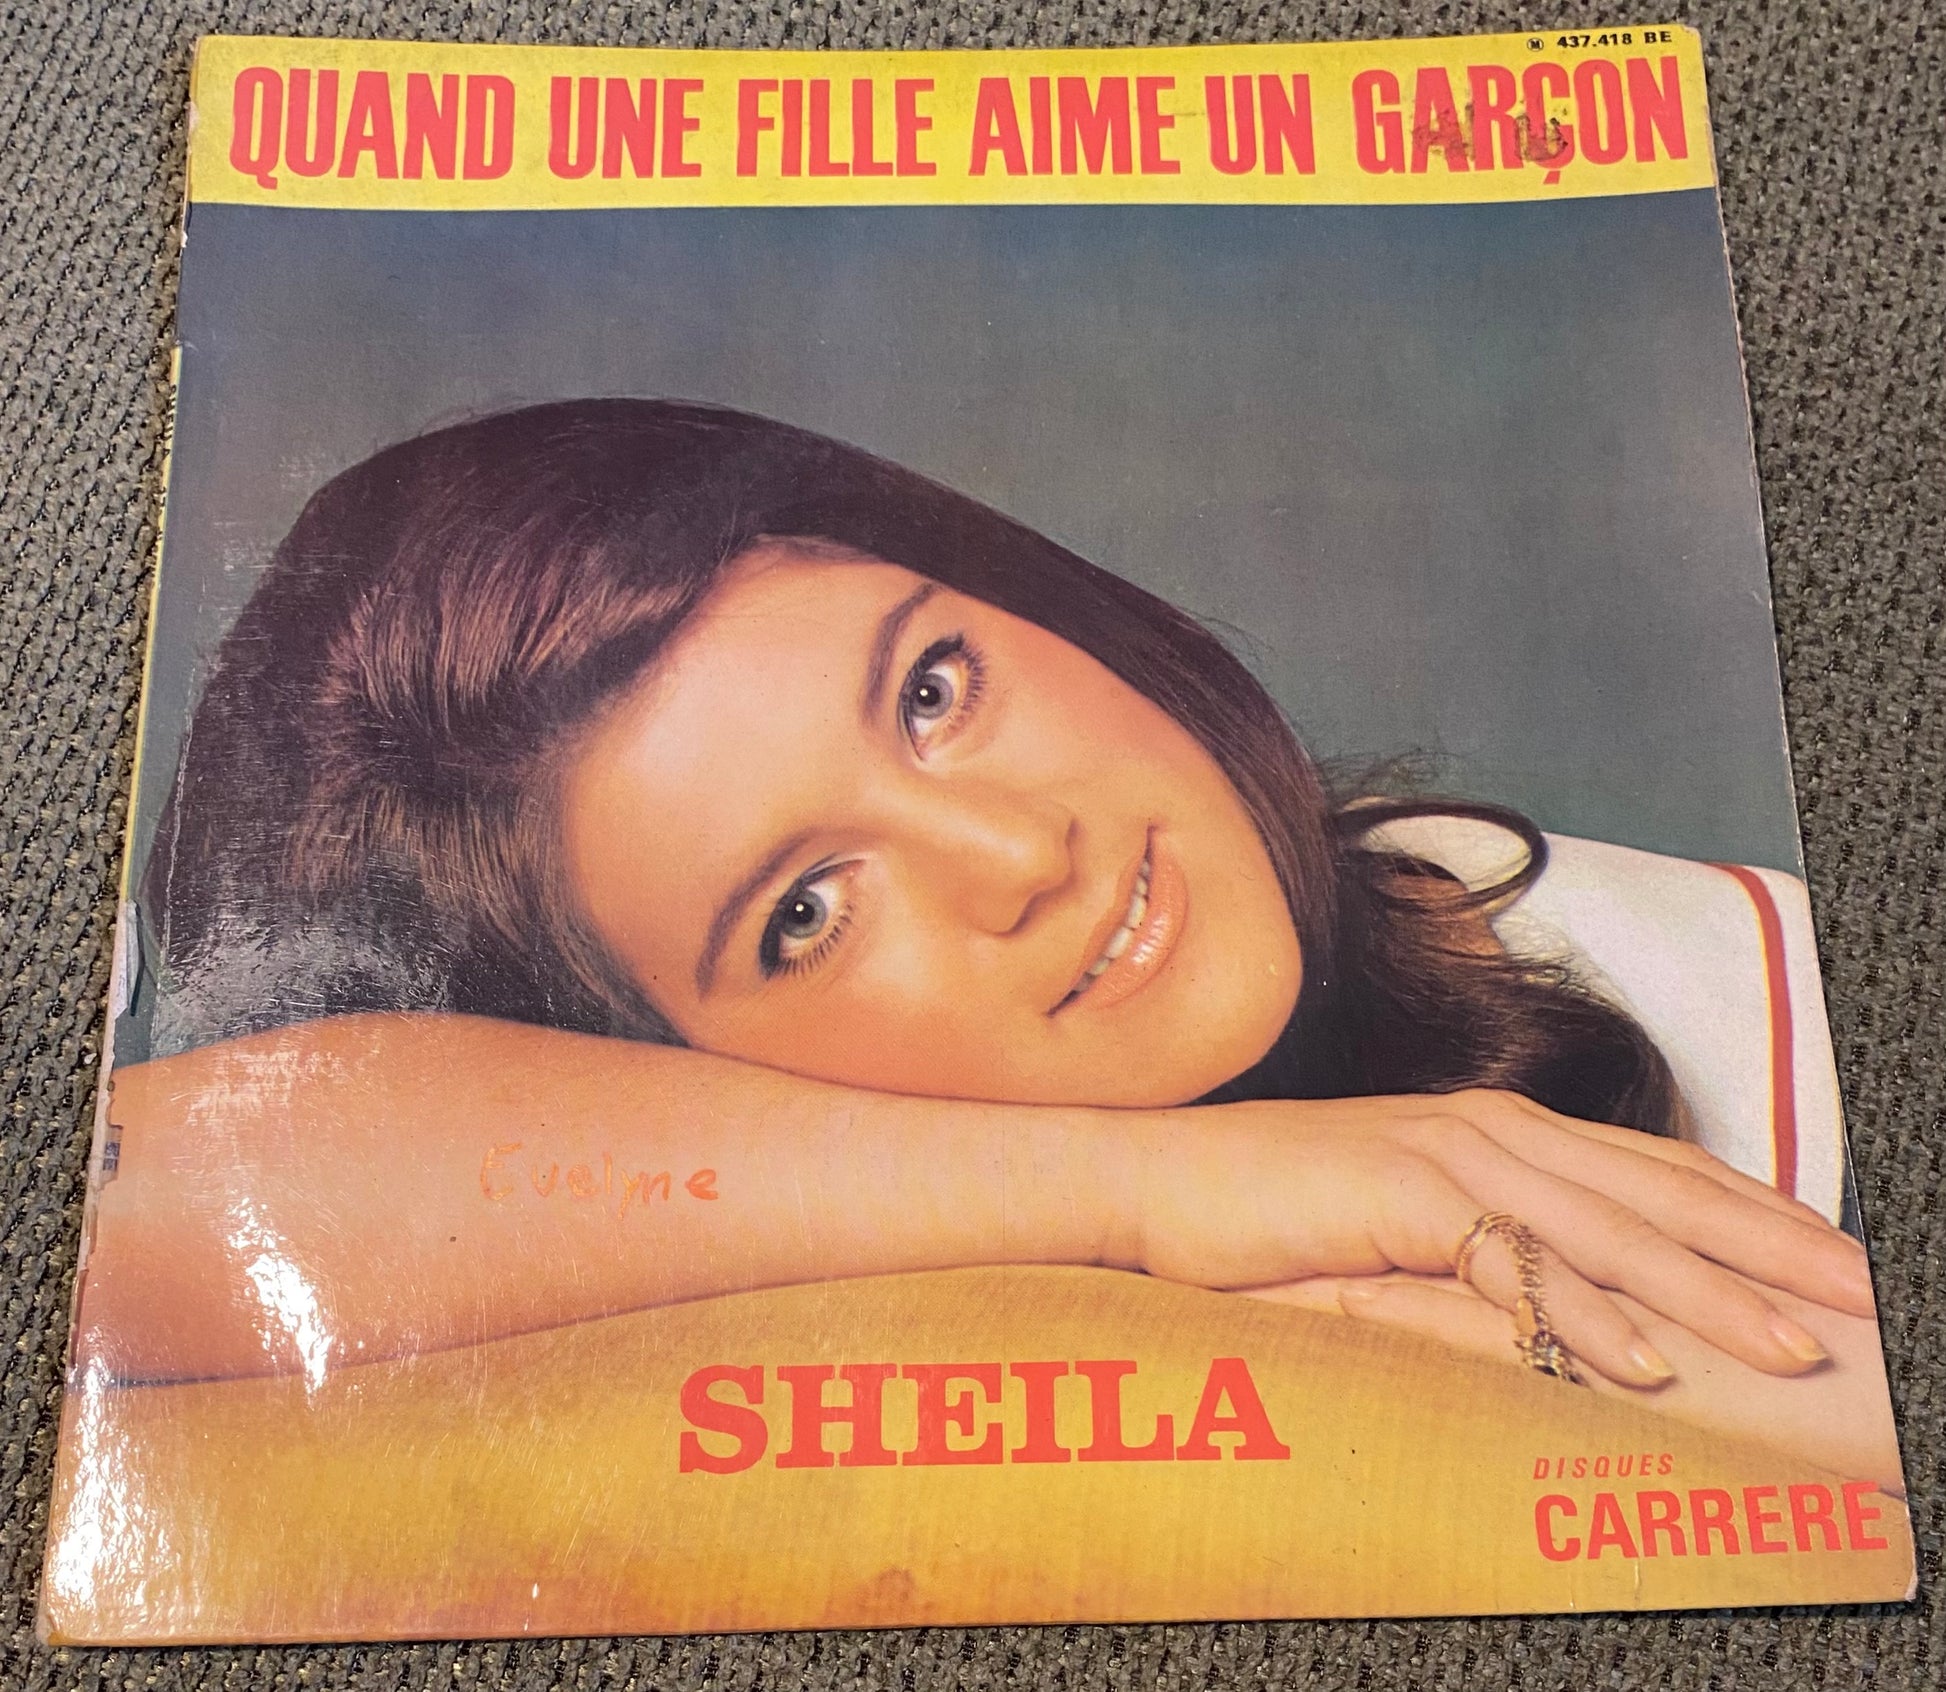 Ⓜ 437.418 BE
QUAND UNE FILLE AIME UN GARÇON
Evelyne
SHEILA
DISQUES
CARRERE